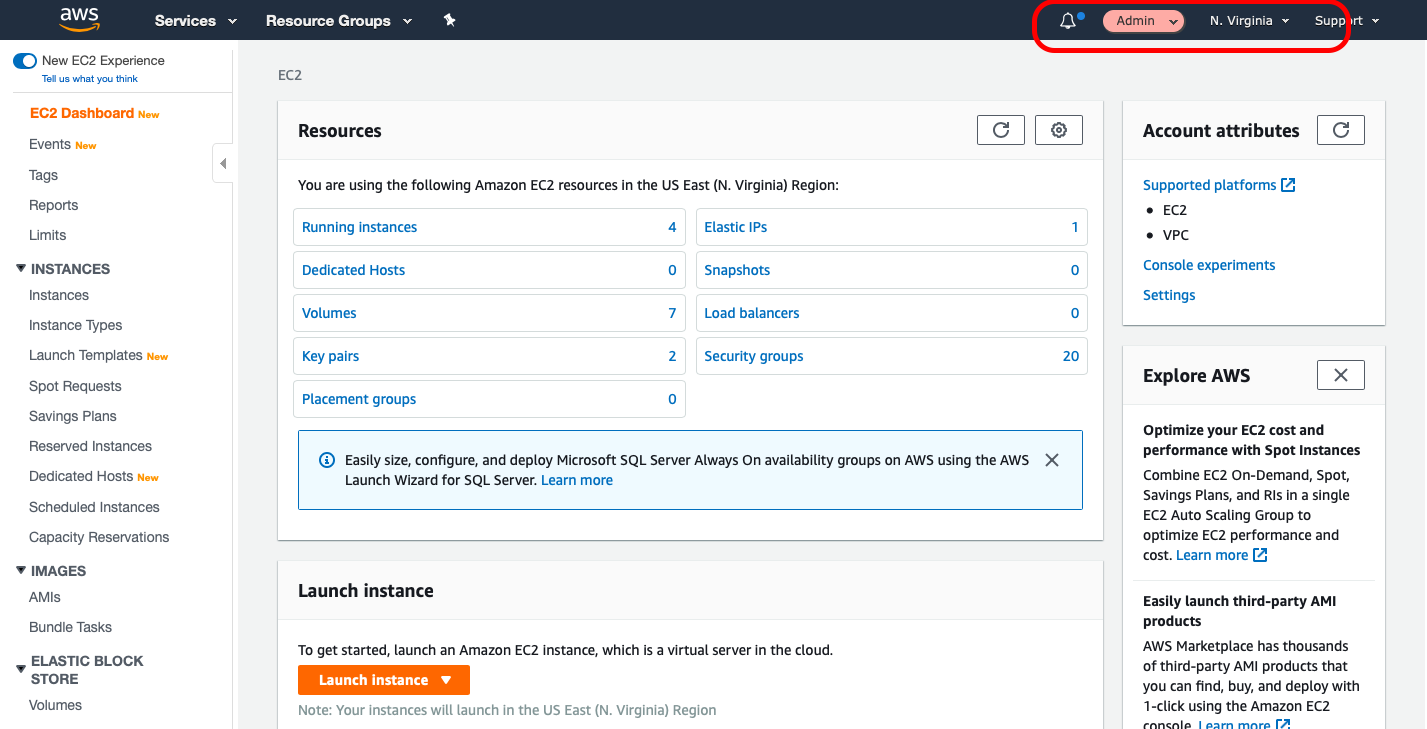 aws
Services
Resource Groups
Admin
N. Virginia
Support
New EC2 Experience
Tell us what you think
EC2 Dashboard New
Events New
Tags
Reports
Limits
INSTANCES
Instances
Instance Types
Launch Templates New
Spot Requests
Savings Plans
Reserved Instances
Dedicated Hosts New
Scheduled Instances
Capacity Reservations
IMAGES
AMIs
Bundle Tasks
ELASTIC BLOCK
STORE
Volumes
EC2
Resources
You are using the following Amazon EC2 resources in the US East (N. Virginia) Region:
Running instances 4
Elastic IPs 1
Dedicated Hosts 0
Snapshots 0
Volumes 7
Load balancers 0
Key pairs 2
Security groups 20
Placement groups 0
Easily size, configure, and deploy Microsoft SQL Server Always On availability groups on AWS using the AWS
Launch Wizard for SQL Server. Learn more
Launch instance
To get started, launch an Amazon EC2 instance, which is a virtual server in the cloud.
Launch instance
Note: Your instances will launch in the US East (N. Virginia) Region
Account attributes
Supported platforms
EC2
VPC
Console experiments
Settings
Explore AWS
Optimize your EC2 cost and
performance with Spot Instances
Combine EC2 On-Demand, Spot,
Savings Plans, and RIs in a single
EC2 Auto Scaling Group to
optimize EC2 performance and
cost. Learn more
Easily launch third-party AMI
products
AWS Marketplace has thousands
of third-party AMI products that
you can find, buy, and deploy with
1-click using the Amazon EC2
console. Learn more